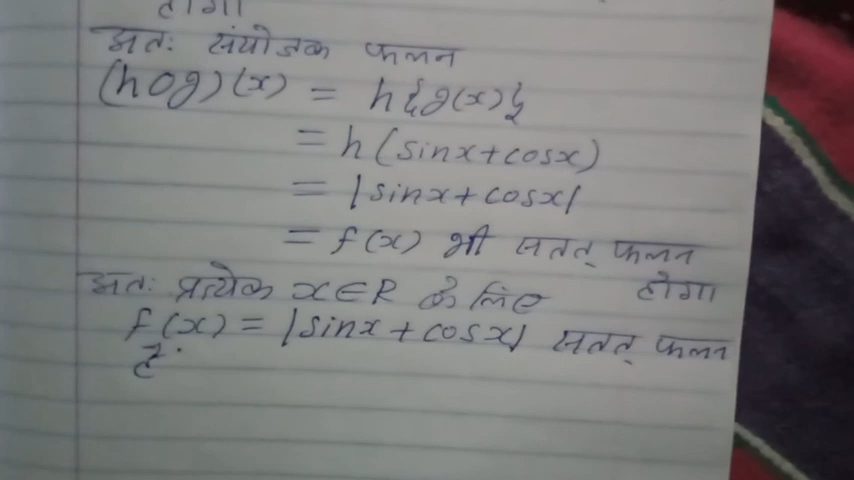 होगा
अतः संयोजक फलन
(hog)(x) = h{g(x)}
= h(sinx+cosx)
= |sinx+cosx|
= f(x) भी सतत् फलन
होगा
अतः प्रत्येक x∈R के लिए
f(x) = |sinx+cosx| सतत् फलन
है.